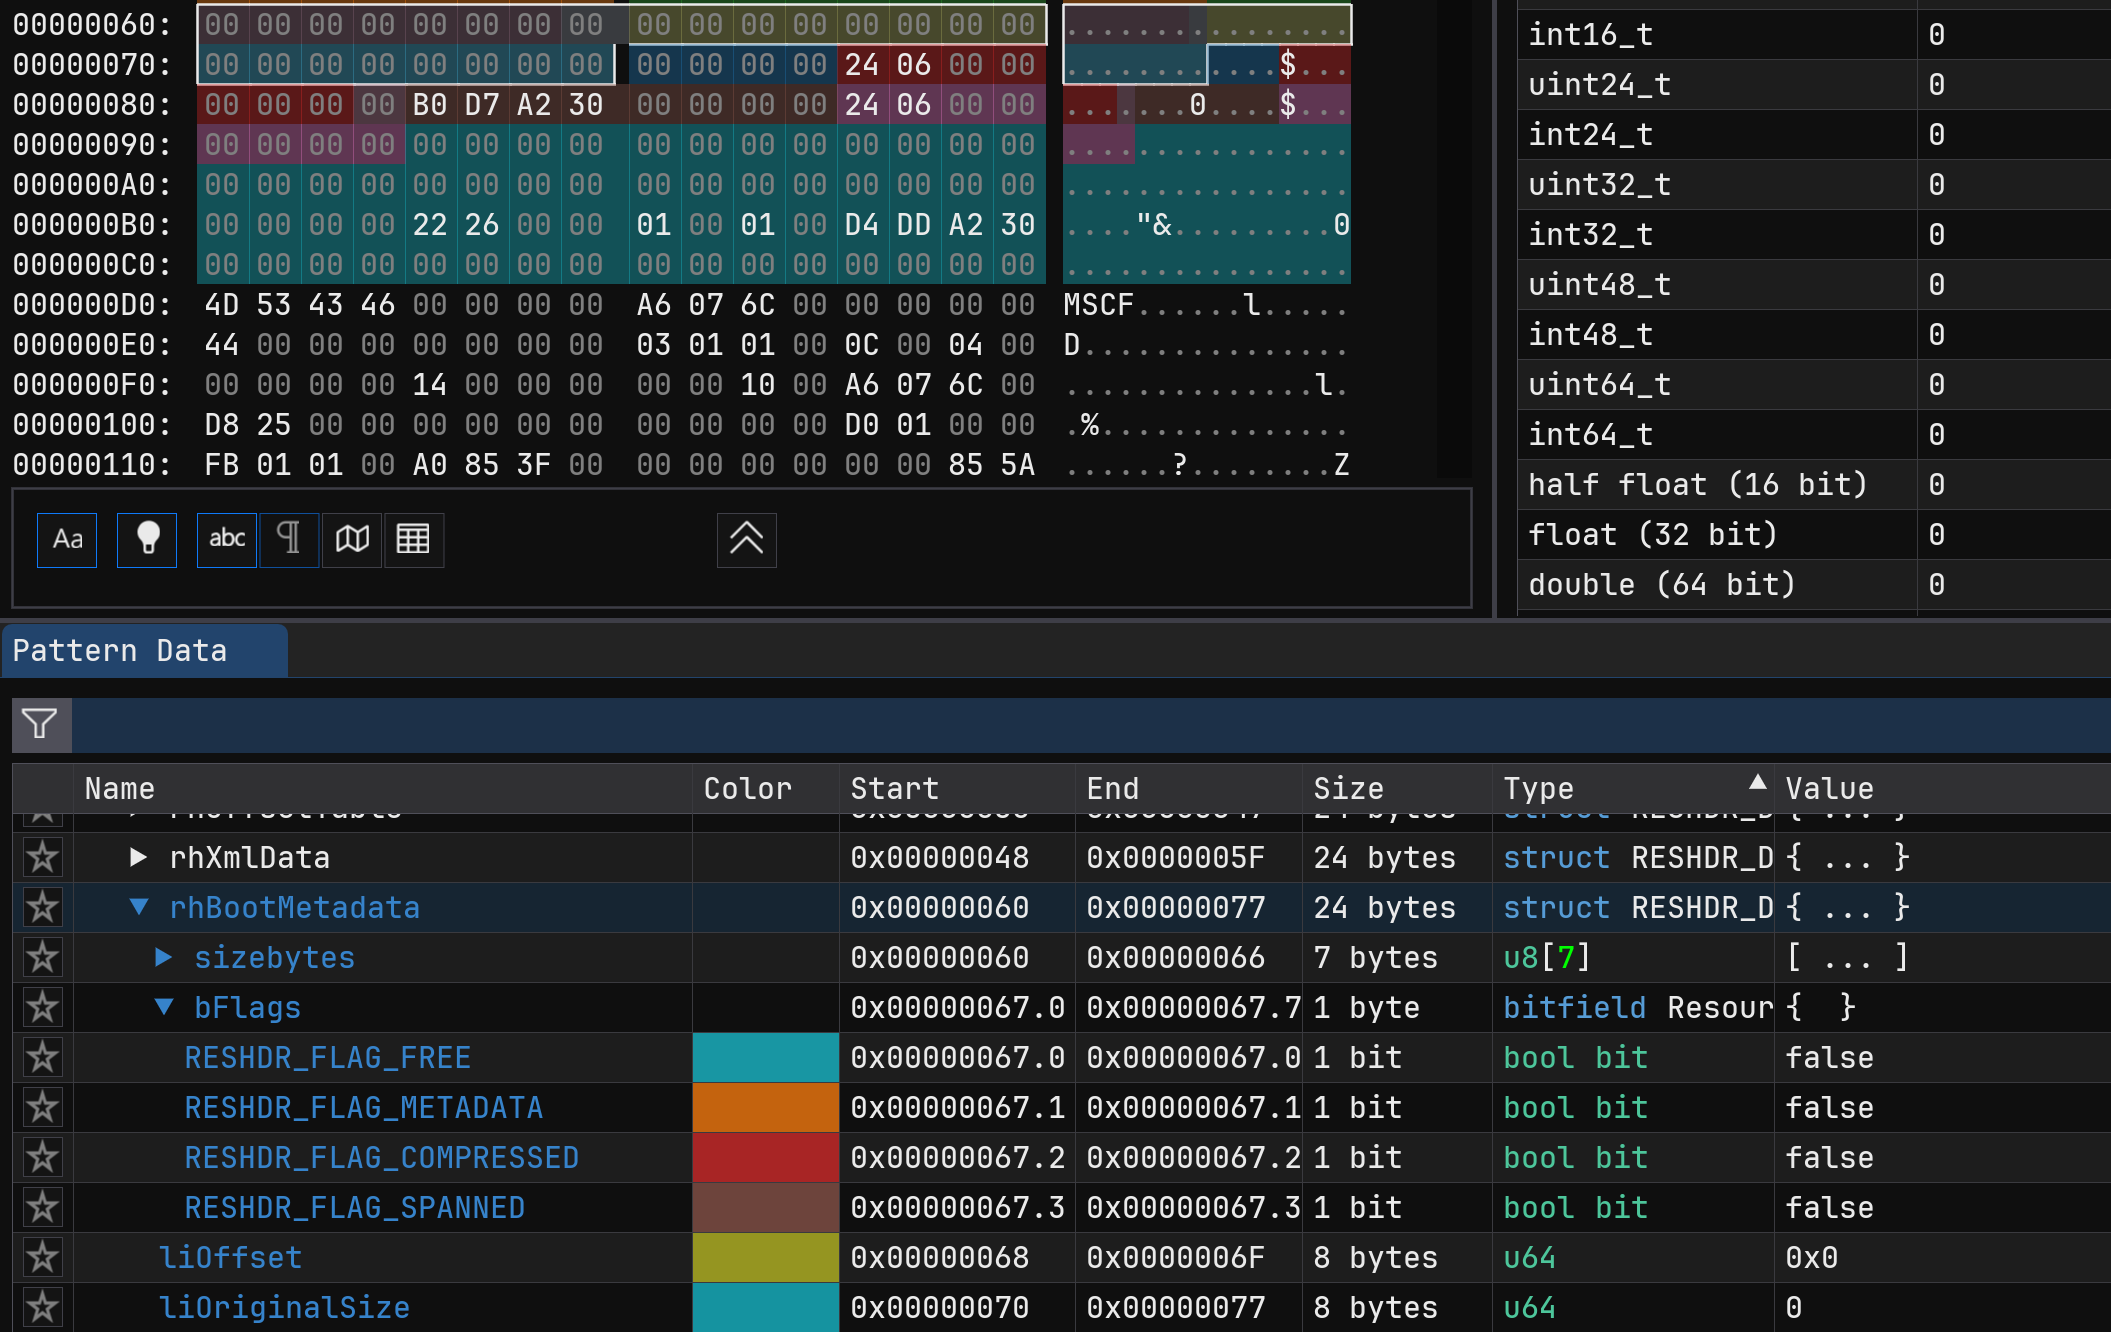 00000060: 00 00 00 00 00 00 00 00 00 00 00 00 00 00 00 00 ................
00000070: 00 00 00 00 00 00 00 00 00 00 00 00 24 06 00 00 ............$...
00000080: 00 00 00 00 B0 D7 A2 30 00 00 00 00 24 06 00 00 .......0....$...
00000090: 00 00 00 00 00 00 00 00 00 00 00 00 00 00 00 00 ................
000000A0: 00 00 00 00 00 00 00 00 00 00 00 00 00 00 00 00 ................
000000B0: 00 00 00 00 22 26 00 00 01 00 01 00 D4 DD A2 30 ...."&.........0
000000C0: 00 00 00 00 00 00 00 00 00 00 00 00 00 00 00 00 ................
000000D0: 4D 53 43 46 00 00 00 00 A6 07 6C 00 00 00 00 00 MSCF......l.....
000000E0: 44 00 00 00 00 00 00 00 03 01 01 00 0C 00 04 00 D...............
000000F0: 00 00 00 00 14 00 00 00 00 00 10 00 A6 07 6C 00 ..............l.
00000100: D8 25 00 00 00 00 00 00 00 00 00 00 D0 01 00 00 .%..............
00000110: FB 01 01 00 A0 85 3F 00 00 00 00 00 00 00 85 5A ......?........Z
int16_t 0
uint24_t 0
int24_t 0
uint32_t 0
int32_t 0
uint48_t 0
int48_t 0
uint64_t 0
int64_t 0
half float (16 bit) 0
float (32 bit) 0
double (64 bit) 0
Aa abc ¶
Pattern Data
Name Color Start End Size Type Value
rhXmlData 0x00000048 0x0000005F 24 bytes struct RESHDR_D { ... }
rhBootMetadata 0x00000060 0x00000077 24 bytes struct RESHDR_D { ... }
sizebytes 0x00000060 0x00000066 7 bytes u8[7] [ ... ]
bFlags 0x00000067.0 0x00000067.7 1 byte bitfield Resour { }
RESHDR_FLAG_FREE 0x00000067.0 0x00000067.0 1 bit bool bit false
RESHDR_FLAG_METADATA 0x00000067.1 0x00000067.1 1 bit bool bit false
RESHDR_FLAG_COMPRESSED 0x00000067.2 0x00000067.2 1 bit bool bit false
RESHDR_FLAG_SPANNED 0x00000067.3 0x00000067.3 1 bit bool bit false
liOffset 0x00000068 0x0000006F 8 bytes u64 0x0
liOriginalSize 0x00000070 0x00000077 8 bytes u64 0